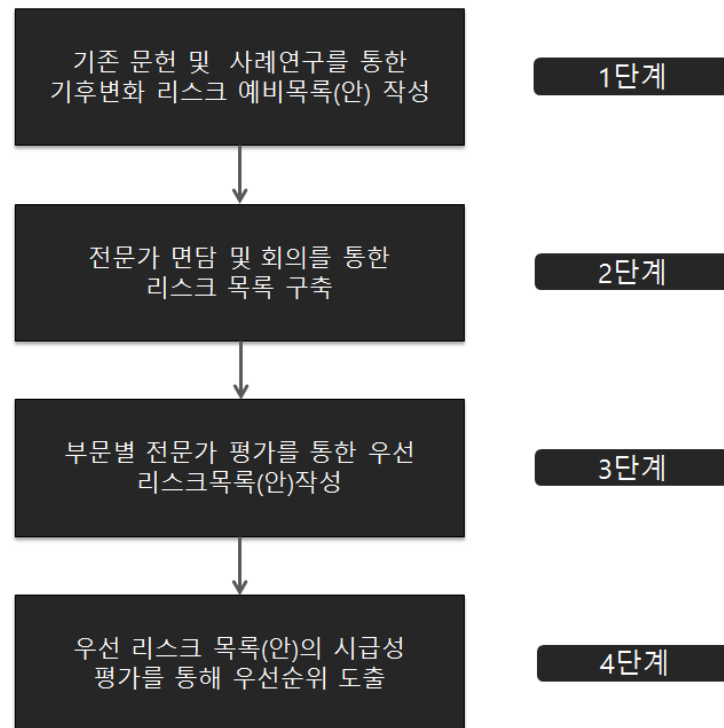 기존 문헌 및 사례연구를 통한
기후변화 리스크 예비목록(안) 작성
1단계
전문가 면담 및 회의를 통한
리스크 목록 구축
2단계
부문별 전문가 평가를 통한 우선
리스크목록(안)작성
3단계
우선 리스크 목록(안)의 시급성
평가를 통해 우선순위 도출
4단계